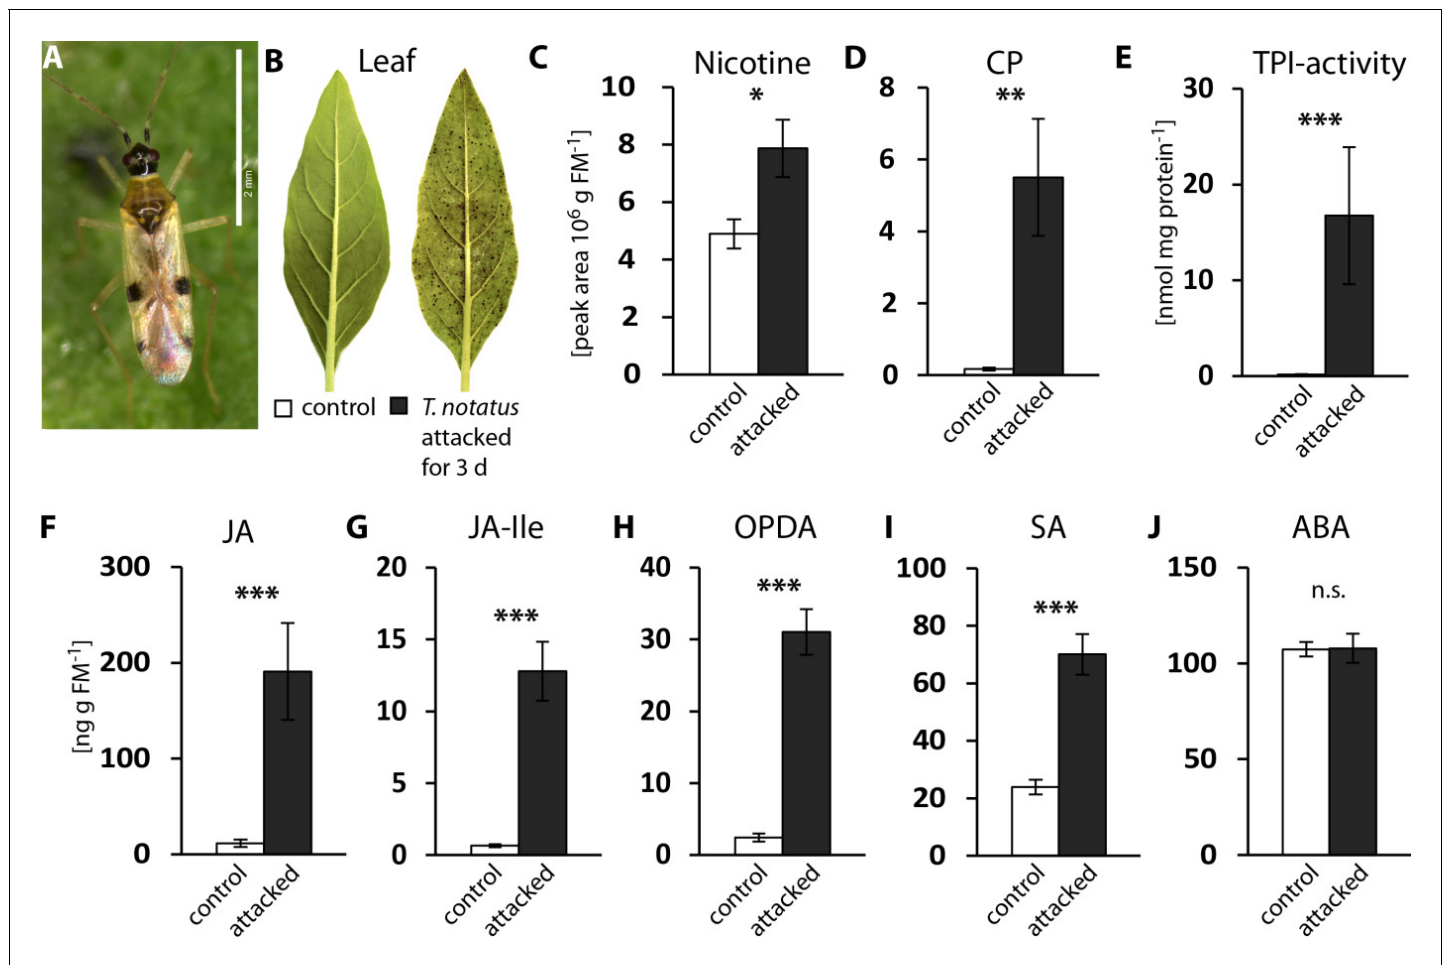 A
2 mm
B
Leaf
control
T. notatus
attacked
for 3 d
C
Nicotine
*
[peak area 10⁶ g FM⁻¹]
10
8
6
4
2
0
control
attacked
D
CP
**
8
6
4
2
0
control
attacked
E
TPI-activity
***
[nmol mg protein⁻¹]
30
20
10
0
control
attacked
F
JA
***
[ng g FM⁻¹]
300
200
100
0
control
attacked
G
JA-Ile
***
20
15
10
5
0
control
attacked
H
OPDA
***
40
30
20
10
0
control
attacked
I
SA
***
100
80
60
40
20
0
control
attacked
J
ABA
n.s.
150
100
50
0
control
attacked